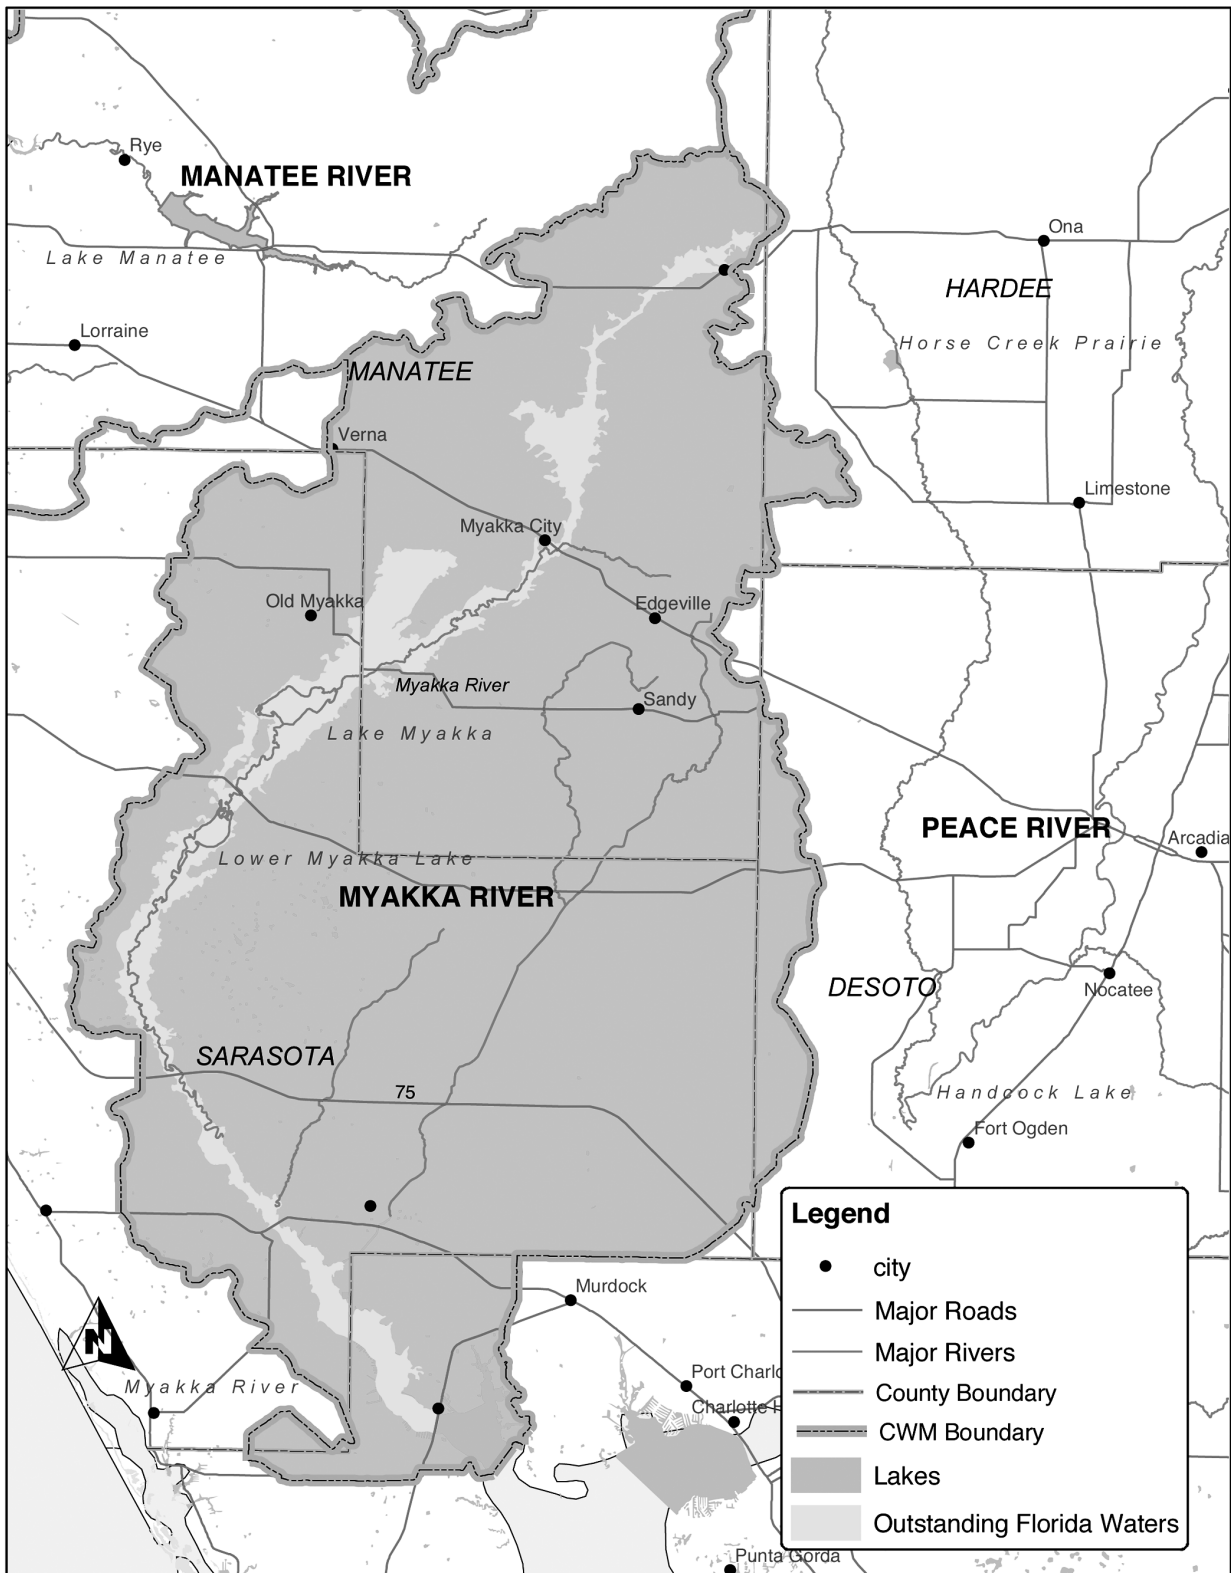 Rye
MANATEE RIVER
Ona
Lake Manatee
HARDEE
Lorraine
Horse Creek Prairie
MANATEE
Verna
Limestone
Myakka City
Old Myakka
Edgeville
Myakka River
Sandy
Lake Myakka
PEACE RIVER
Arcadia
Lower Myakka Lake
MYAKKA RIVER
DESOTO
Nocatee
SARASOTA
75
Handcock Lake
Fort Ogden
Legend
city
Major Roads
Major Rivers
County Boundary
CWM Boundary
Lakes
Outstanding Florida Waters
Murdock
N
Port Charlo
Myakka River
Charlotte H
Punta Gorda